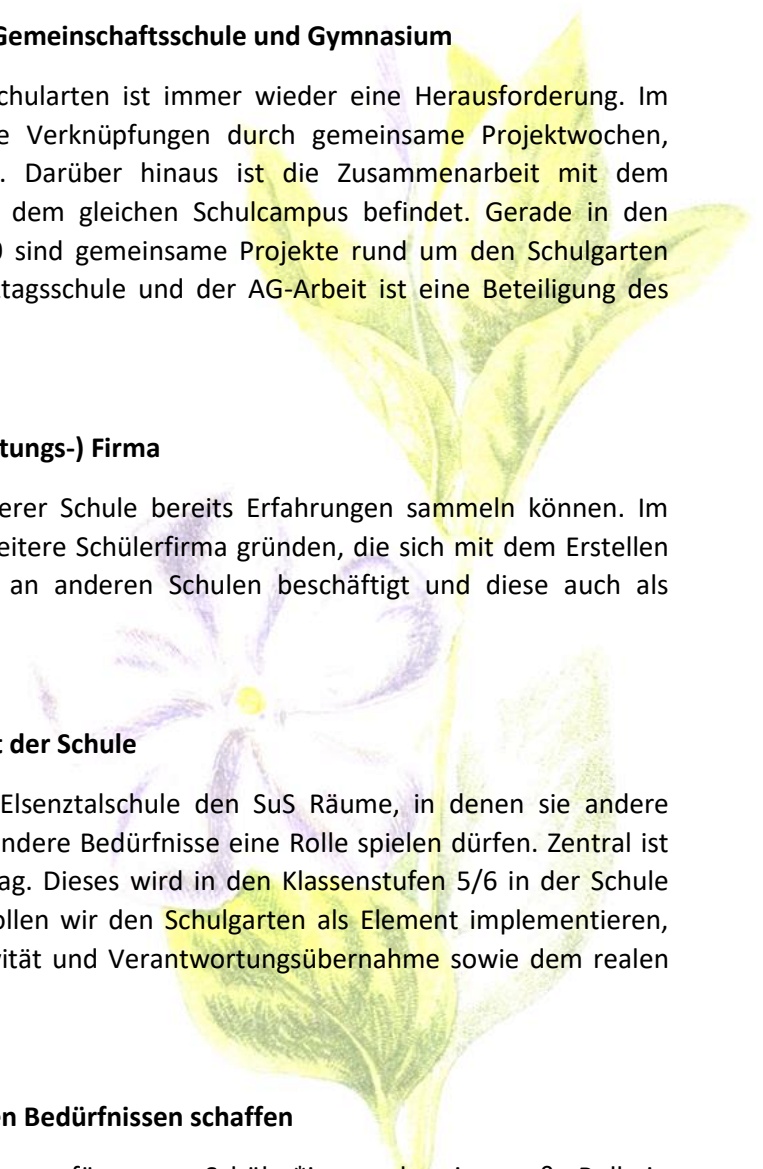 Gemeinschaftsschule und Gymnasium
chularten ist immer wieder eine Herausforderung. Im
e Verknüpfungen durch gemeinsame Projektwochen,
. Darüber hinaus ist die Zusammenarbeit mit dem
dem gleichen Schulcampus befindet. Gerade in den
0 sind gemeinsame Projekte rund um den Schulgarten
ttagsschule und der AG-Arbeit ist eine Beteiligung des
tungs-) Firma
erer Schule bereits Erfahrungen sammeln können. Im
eitere Schülerfirma gründen, die sich mit dem Erstellen
an anderen Schulen beschäftigt und diese auch als
t der Schule
Elsenztalschule den SuS Räume, in denen sie andere
ndere Bedürfnisse eine Rolle spielen dürfen. Zentral ist
ag. Dieses wird in den Klassenstufen 5/6 in der Schule
ollen wir den Schulgarten als Element implementieren,
vität und Verantwortungsübernahme sowie dem realen
en Bedürfnissen schaffen